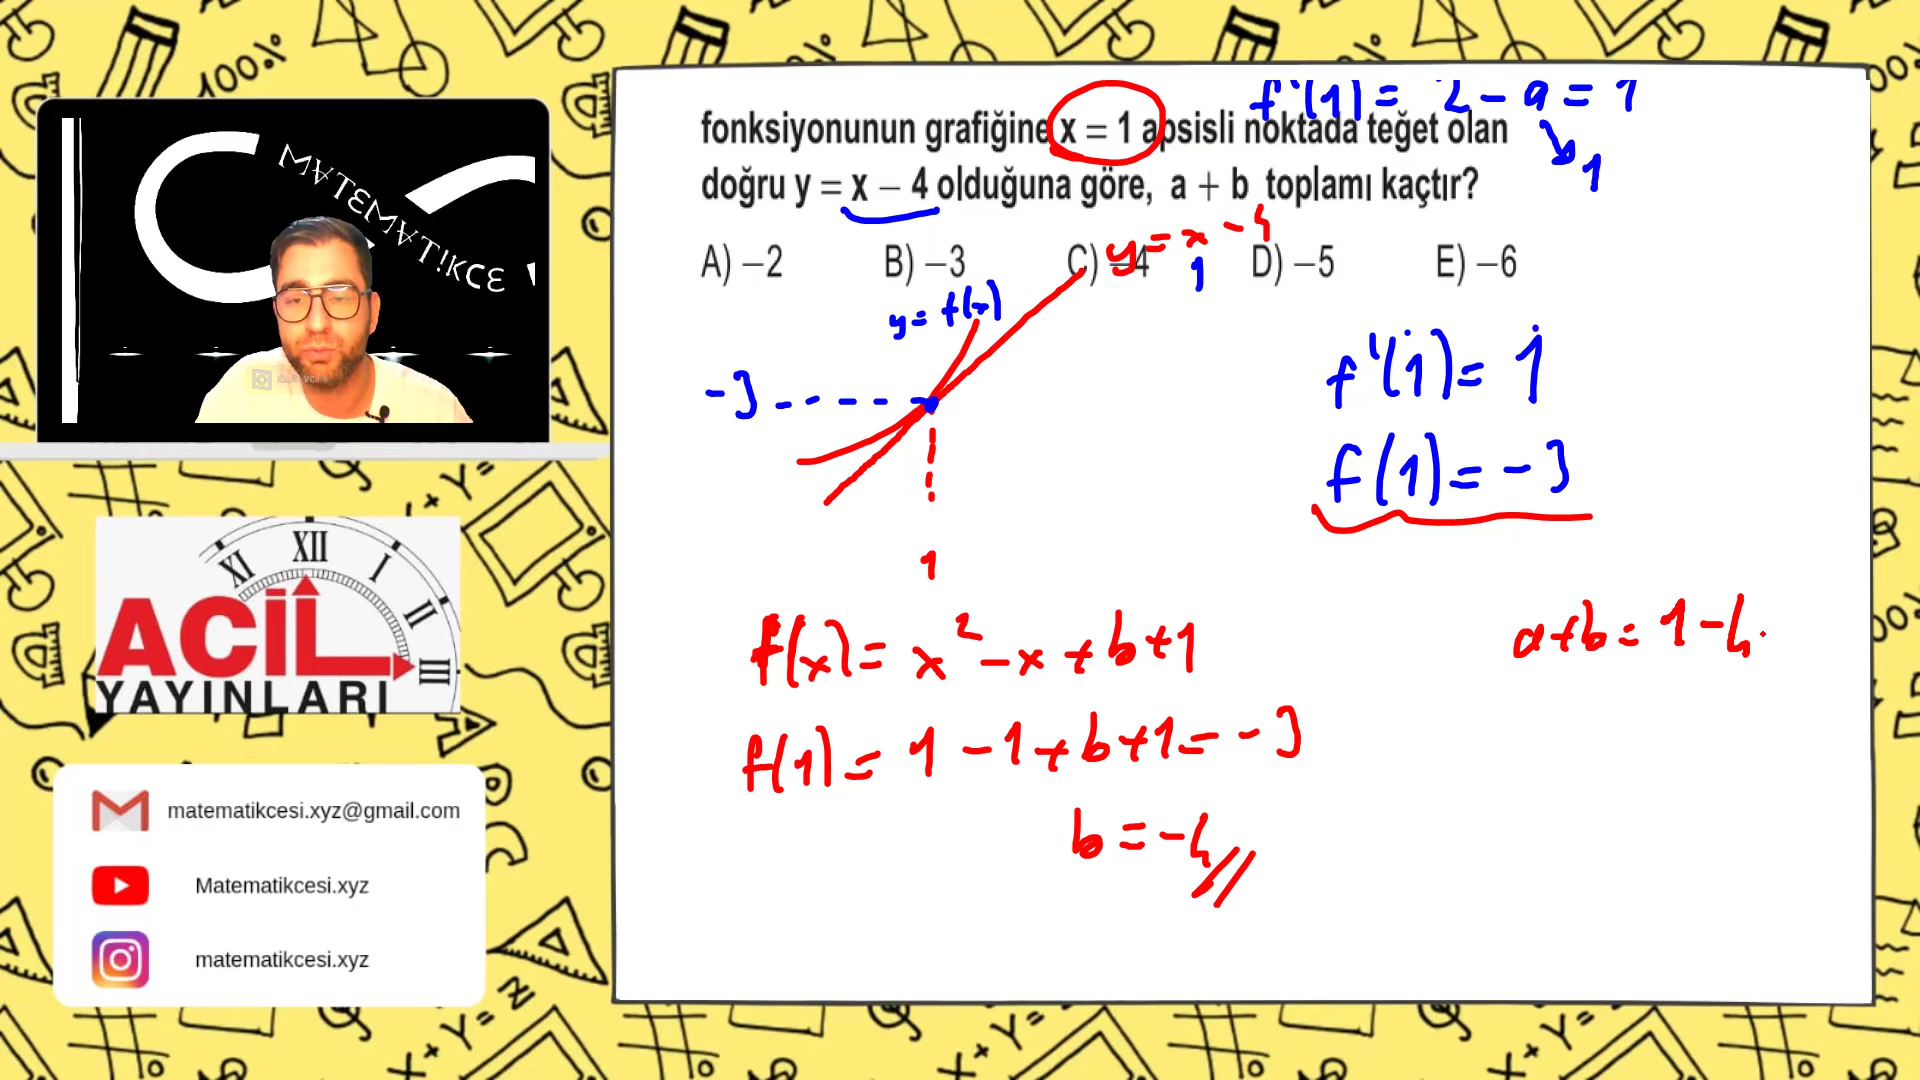 100%
f'(1) = 2 - a = 1
fonksiyonunun grafiğine x = 1 apsisli noktada teğet olan
1
doğru y = x – 4 olduğuna göre, a + b toplamı kaçtır?
y = x - 4
1
A) –2 B) –3 C) –4 D) –5 E) –6
y = f(x)
MATEMATİKCE
f'(1) = 1
-3
f(1) = -3
1
XI XII I II III
ACİL
YAYINLARI
f(x) = x² - x + b + 1
a + b = 1 - 4
f(1) = 1 - 1 + b + 1 = -3
b = -4
matematikcesi.xyz@gmail.com
Matematikcesi.xyz
matematikcesi.xyz